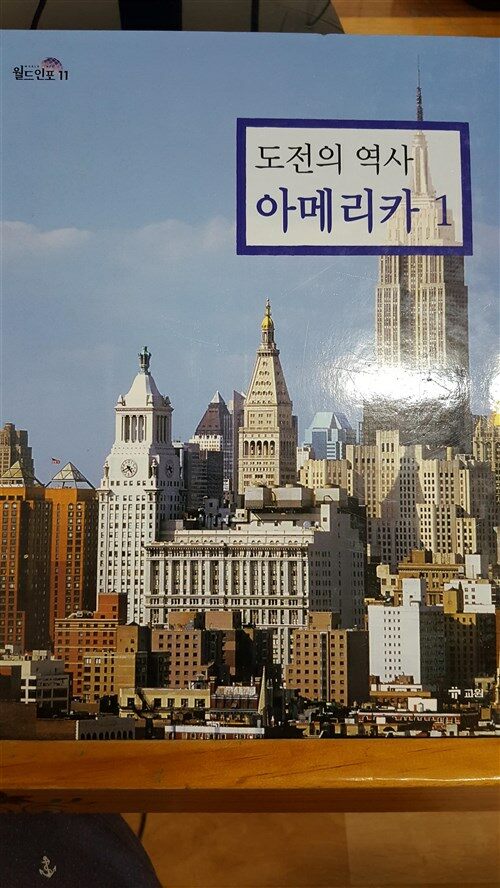 월드인포 11
도전의 역사
아메리카 1
교원